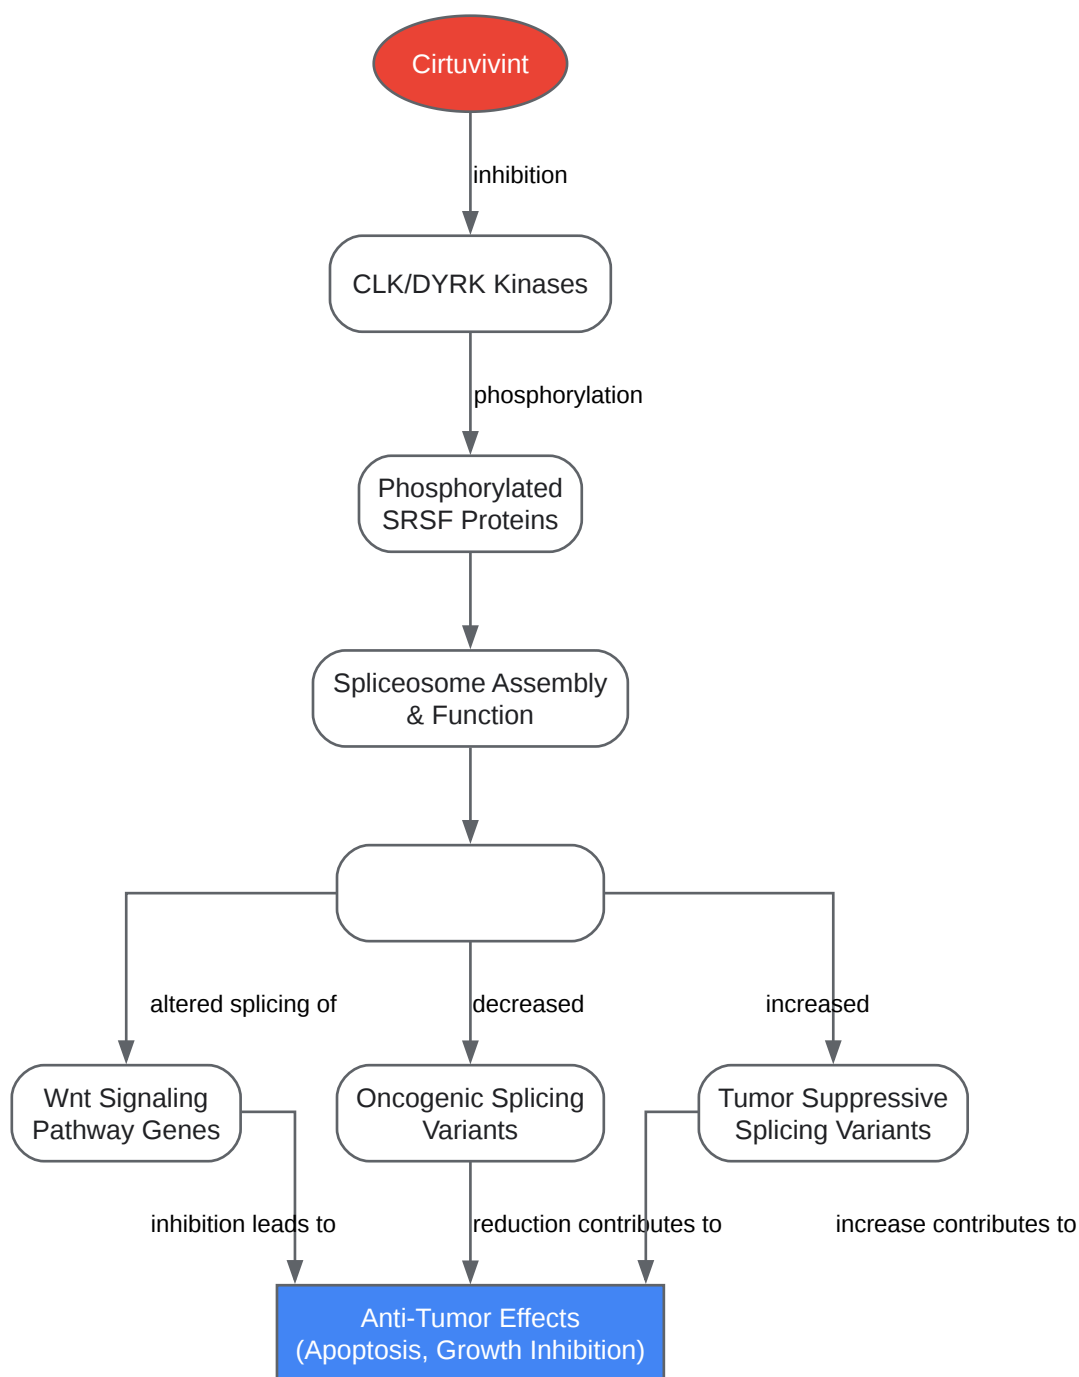 Cirtuvivint
inhibition
CLK/DYRK Kinases
phosphorylation
Phosphorylated
SRSF Proteins
Spliceosome Assembly
& Function
altered splicing of
decreased
increased
Wnt Signaling
Pathway Genes
Oncogenic Splicing
Variants
Tumor Suppressive
Splicing Variants
inhibition leads to
reduction contributes to
increase contributes to
Anti-Tumor Effects
(Apoptosis, Growth Inhibition)